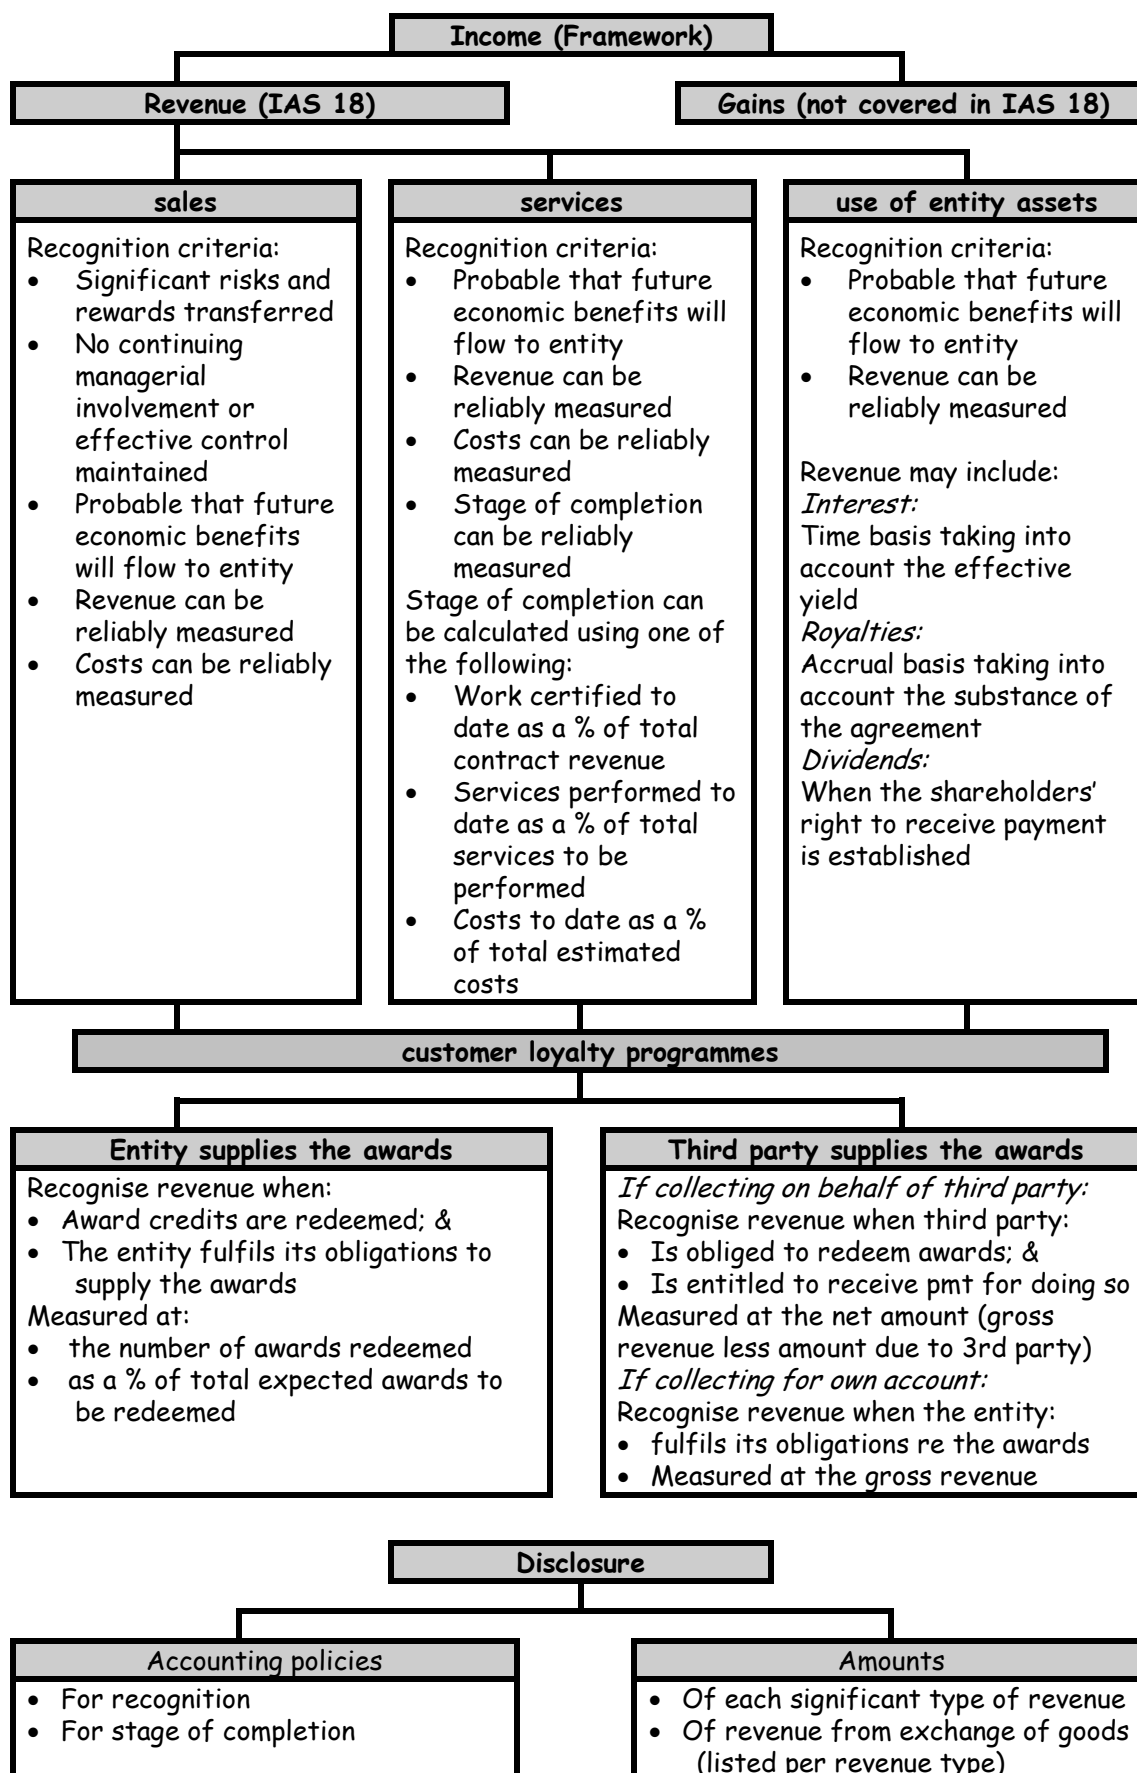 Income (Framework)
Revenue (IAS 18)
Gains (not covered in IAS 18)
sales
Recognition criteria:
• Significant risks and
rewards transferred
• No continuing
managerial
involvement or
effective control
maintained
• Probable that future
economic benefits
will flow to entity
• Revenue can be
reliably measured
• Costs can be reliably
measured
services
Recognition criteria:
• Probable that future
economic benefits will
flow to entity
• Revenue can be
reliably measured
• Costs can be reliably
measured
• Stage of completion
can be reliably
measured
Stage of completion can
be calculated using one of
the following:
• Work certified to
date as a % of total
contract revenue
• Services performed to
date as a % of total
services to be
performed
• Costs to date as a %
of total estimated
costs
use of entity assets
Recognition criteria:
• Probable that future
economic benefits will
flow to entity
• Revenue can be
reliably measured
Revenue may include:
Interest:
Time basis taking into
account the effective
yield
Royalties:
Accrual basis taking into
account the substance of
the agreement
Dividends:
When the shareholders’
right to receive payment
is established
customer loyalty programmes
Entity supplies the awards
Recognise revenue when:
• Award credits are redeemed; &
• The entity fulfils its obligations to
supply the awards
Measured at:
• the number of awards redeemed
• as a % of total expected awards to
be redeemed
Third party supplies the awards
If collecting on behalf of third party:
Recognise revenue when third party:
• Is obliged to redeem awards; &
• Is entitled to receive pmt for doing so
Measured at the net amount (gross
revenue less amount due to 3rd party)
If collecting for own account:
Recognise revenue when the entity:
• fulfils its obligations re the awards
• Measured at the gross revenue
Disclosure
Accounting policies
• For recognition
• For stage of completion
Amounts
• Of each significant type of revenue
• Of revenue from exchange of goods
(listed per revenue type)